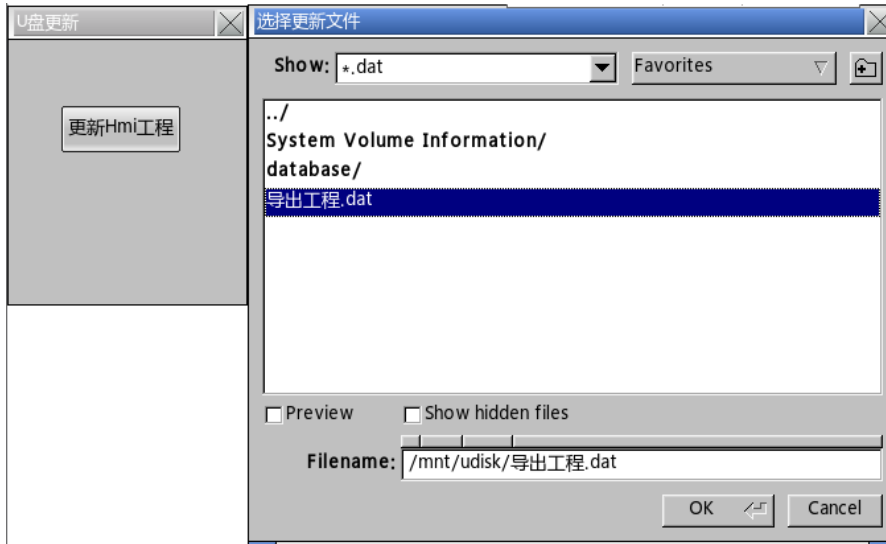 U盘更新
更新Hmi工程
选择更新文件
Show: *.dat Favorites
../
System Volume Information/
database/
导出工程.dat
Preview Show hidden files
Filename: /mnt/udisk/导出工程.dat
OK Cancel